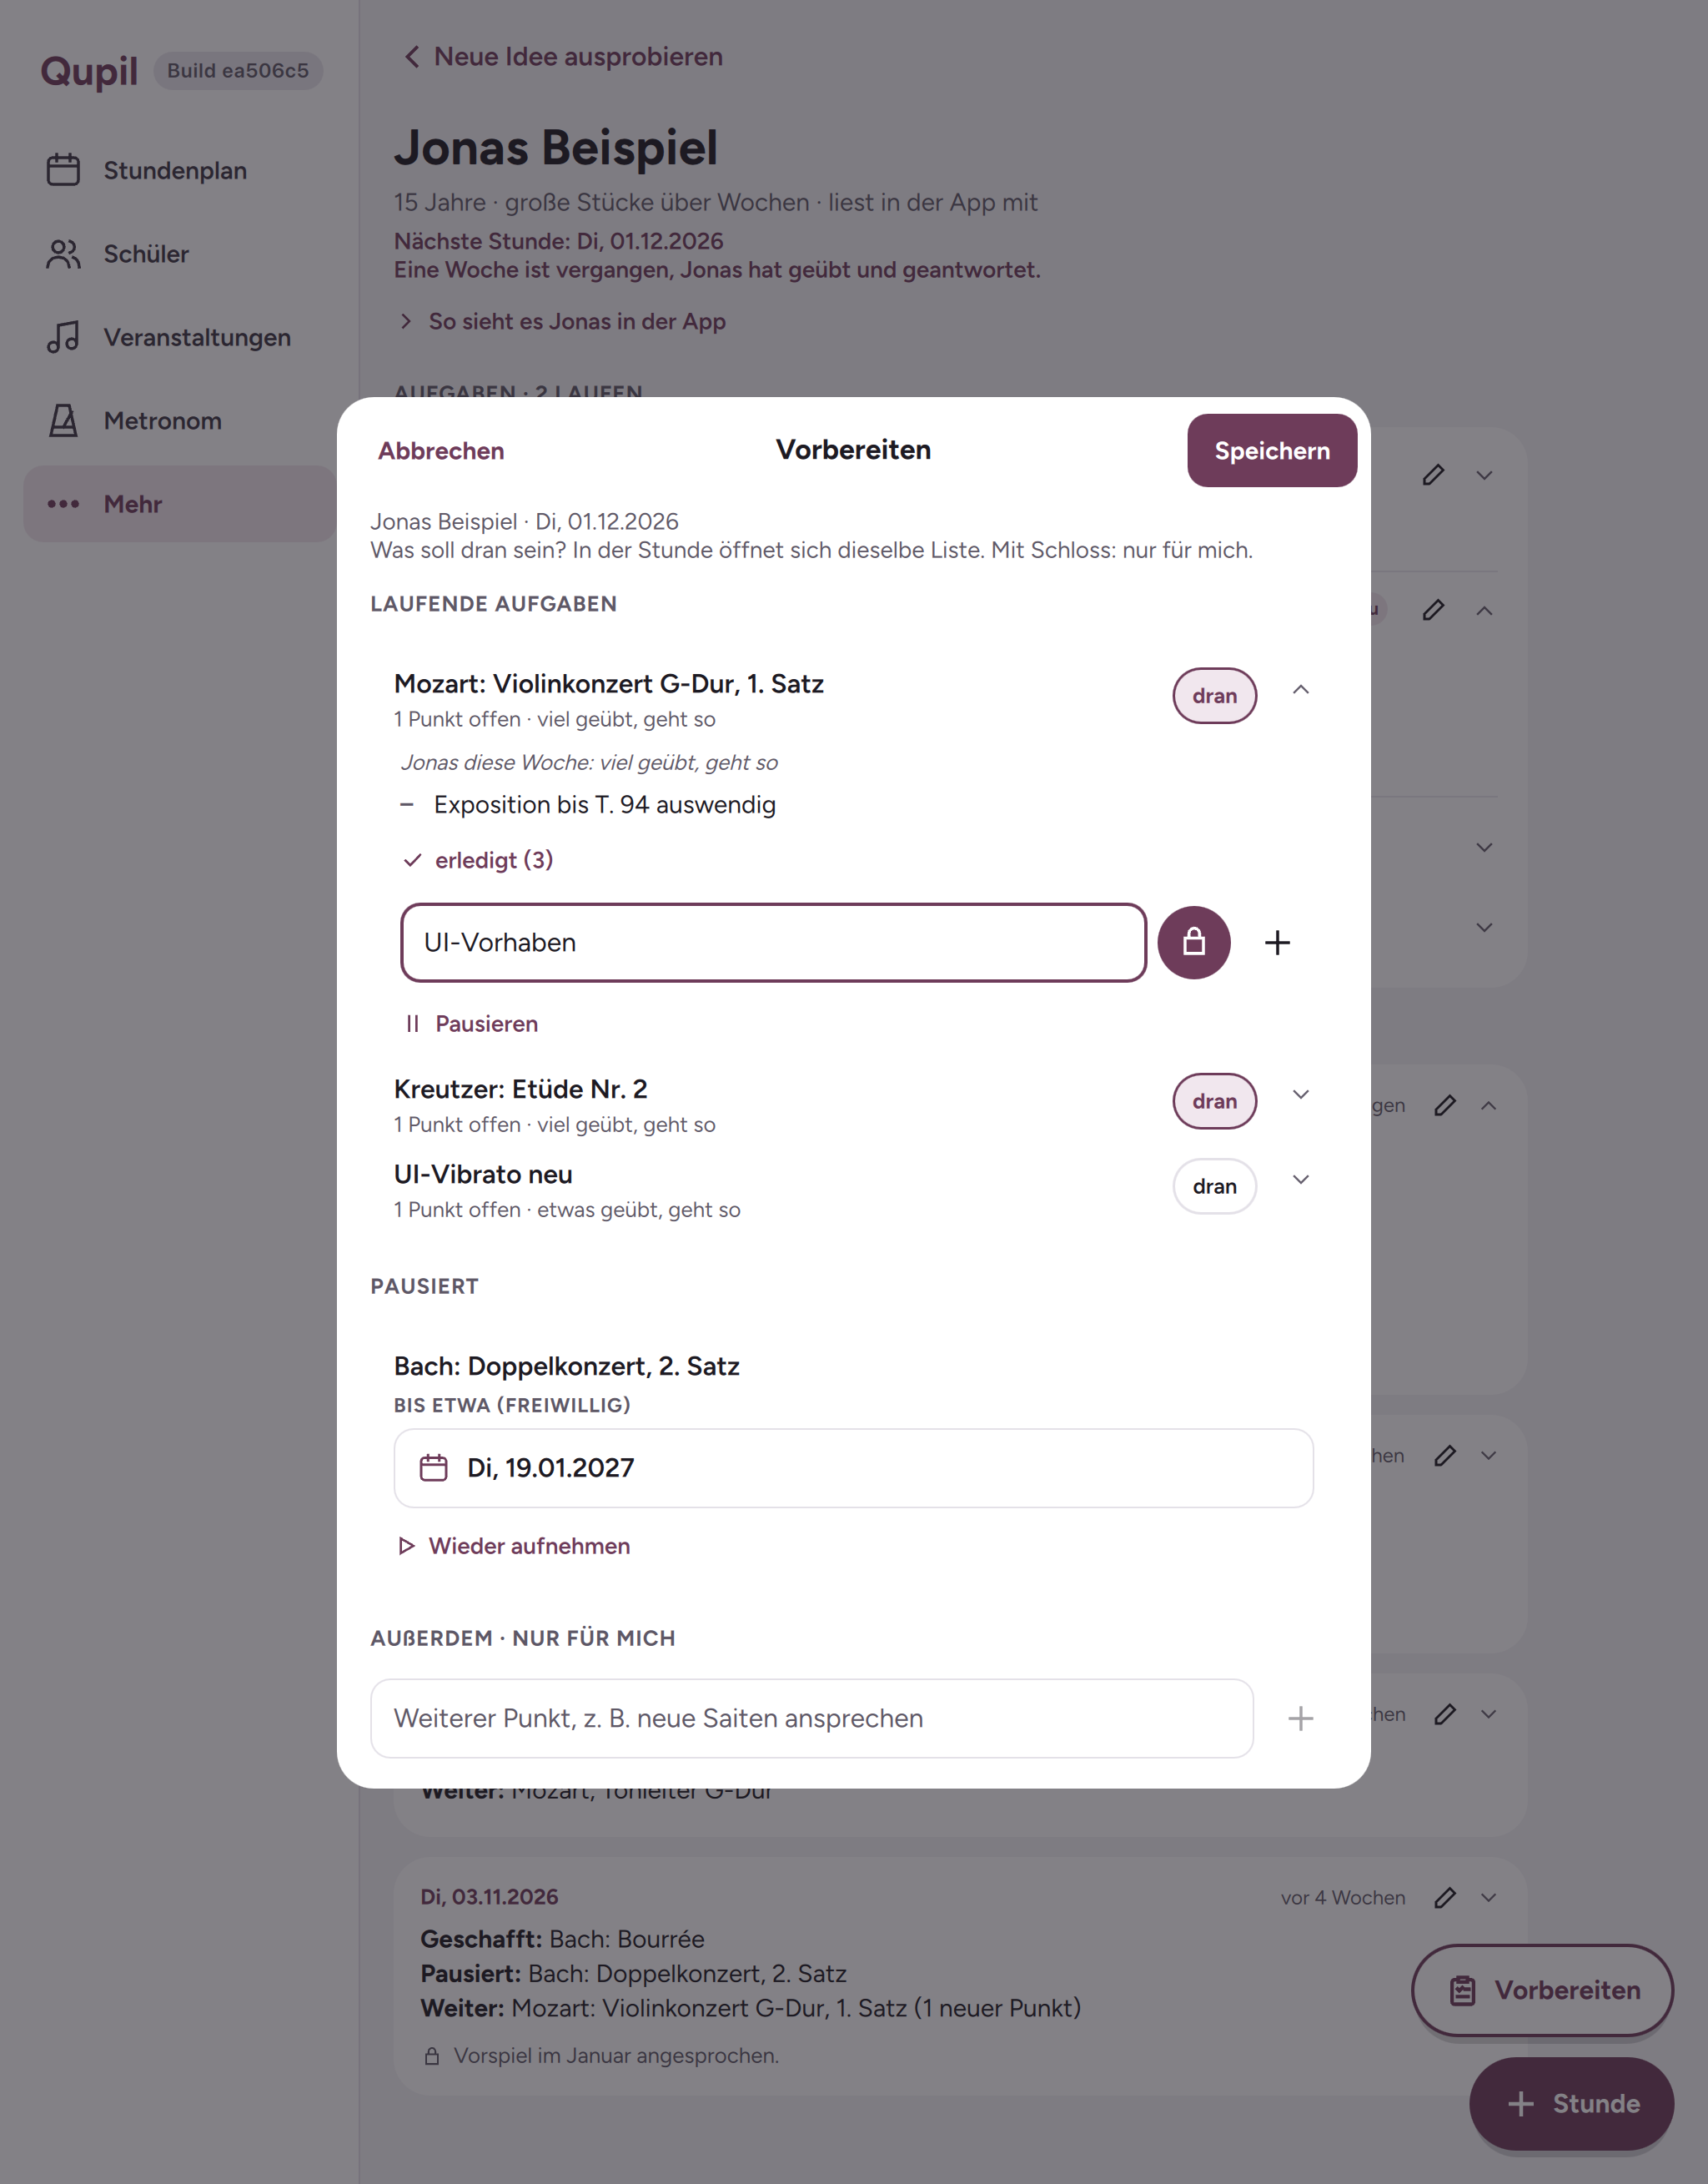 Qupil
Build ea506c5
Stundenplan
Schüler
Veranstaltungen
Metronom
Mehr
Neue Idee ausprobieren
Jonas Beispiel
15 Jahre · große Stücke über Wochen · liest in der App mit
Nächste Stunde: Di, 01.12.2026
Eine Woche ist vergangen, Jonas hat geübt und geantwortet.
So sieht es Jonas in der App
AUFGABEN · 2 LAUFEN
Abbrechen
Vorbereiten
Speichern
Jonas Beispiel · Di, 01.12.2026
Was soll dran sein? In der Stunde öffnet sich dieselbe Liste. Mit Schloss: nur für mich.
LAUFENDE AUFGABEN
Mozart: Violinkonzert G-Dur, 1. Satz
dran
1 Punkt offen · viel geübt, geht so
Jonas diese Woche: viel geübt, geht so
– Exposition bis T. 94 auswendig
erledigt (3)
UI-Vorhaben
Pausieren
Kreutzer: Etüde Nr. 2
dran
1 Punkt offen · viel geübt, geht so
UI-Vibrato neu
dran
1 Punkt offen · etwas geübt, geht so
PAUSIERT
Bach: Doppelkonzert, 2. Satz
BIS ETWA (FREIWILLIG)
Di, 19.01.2027
Wieder aufnehmen
AUßERDEM · NUR FÜR MICH
Weiterer Punkt, z. B. neue Saiten ansprechen
Weiter: Mozart, Tonleiter G-Dur
Di, 03.11.2026
vor 4 Wochen
Geschafft: Bach: Bourrée
Pausiert: Bach: Doppelkonzert, 2. Satz
Weiter: Mozart: Violinkonzert G-Dur, 1. Satz (1 neuer Punkt)
Vorspiel im Januar angesprochen.
Vorbereiten
Stunde